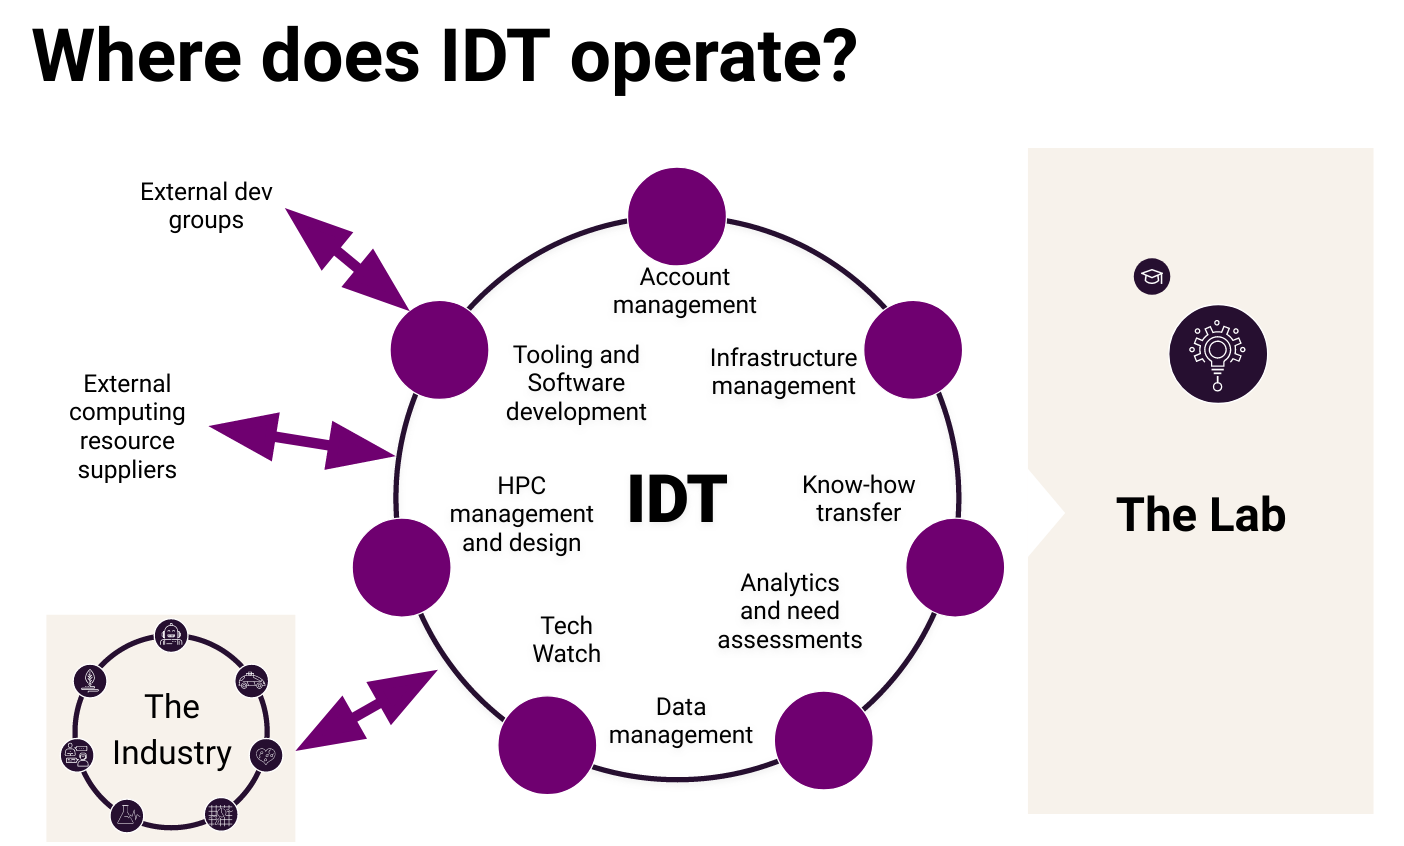 Where does IDT operate?
External dev
groups
External
computing
resource
suppliers
Account
management
Tooling and
Software
development
Infrastructure
management
HPC
management
and design
IDT
Know-how
transfer
Analytics
and need
assessments
Tech
Watch
Data
management
The
Industry
The Lab